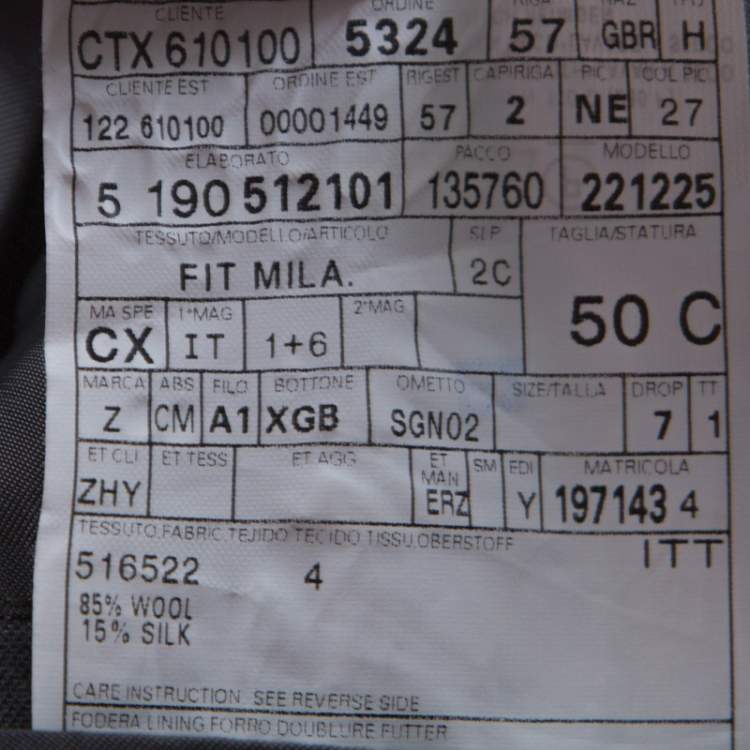 CLIENTE ORDINE
CTX 610100 5324 57 GBR H
CLIENTE EST ORDINE EST RIGEST CAPIRIGA PIC COL PIC
122 610100 00001449 57 2 NE 27
ELABORATO PACCO MODELLO
5 190 512101 135760 221225
TESSUTO/MODELLO/ARTICOLO SLP TAGLIA/STATURA
FIT MILA. 2C
50 C
MA SPE 1°MAG 2°MAG
CX IT 1+6
MARCA ABS FILO BOTTONE OMETTO SIZE/TALLA DROP TT
Z CM A1 XGB SGN02 7 1
ET CLI ET TESS ET AGG ET MAN SM EDI MATRICOLA
ZHY ERZ Y 197143 4
TESSUTO.FABRIC.TEJIDO TECIDO TISSU.OBERSTOFF ITT
516522 4
85% WOOL
15% SILK
CARE INSTRUCTION SEE REVERSE SIDE
FODERA LINING FORRO DOUBLURE FUTTER